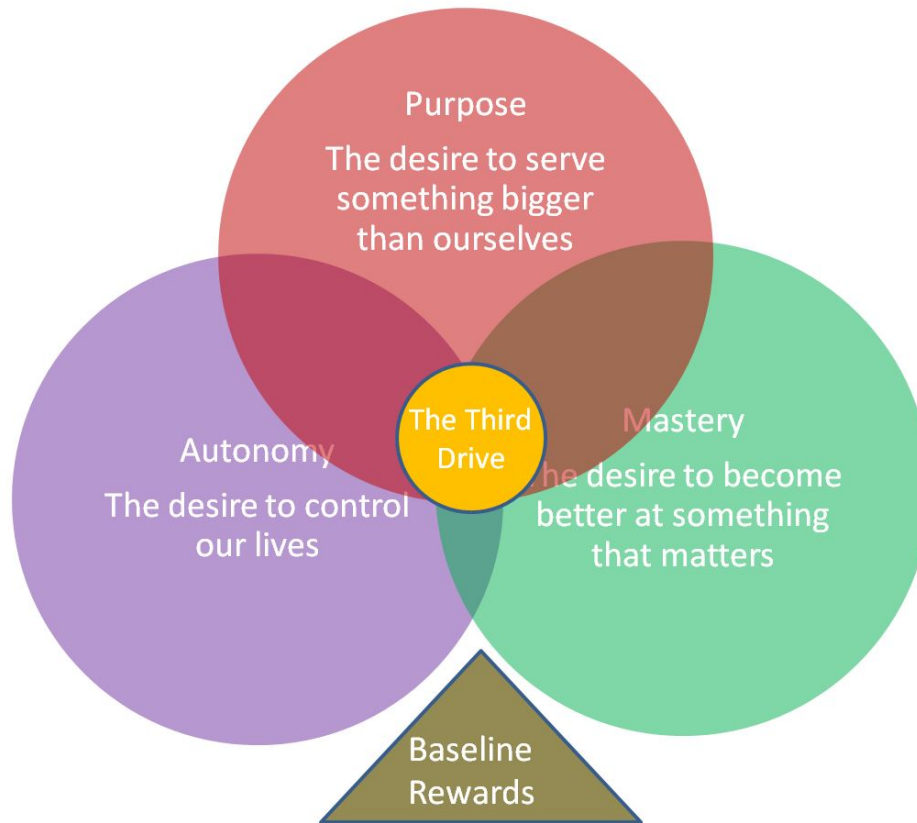 Purpose
The desire to serve
something bigger
than ourselves
The Third
Drive
Autonomy
The desire to control
our lives
Mastery
The desire to become
better at something
that matters
Baseline
Rewards